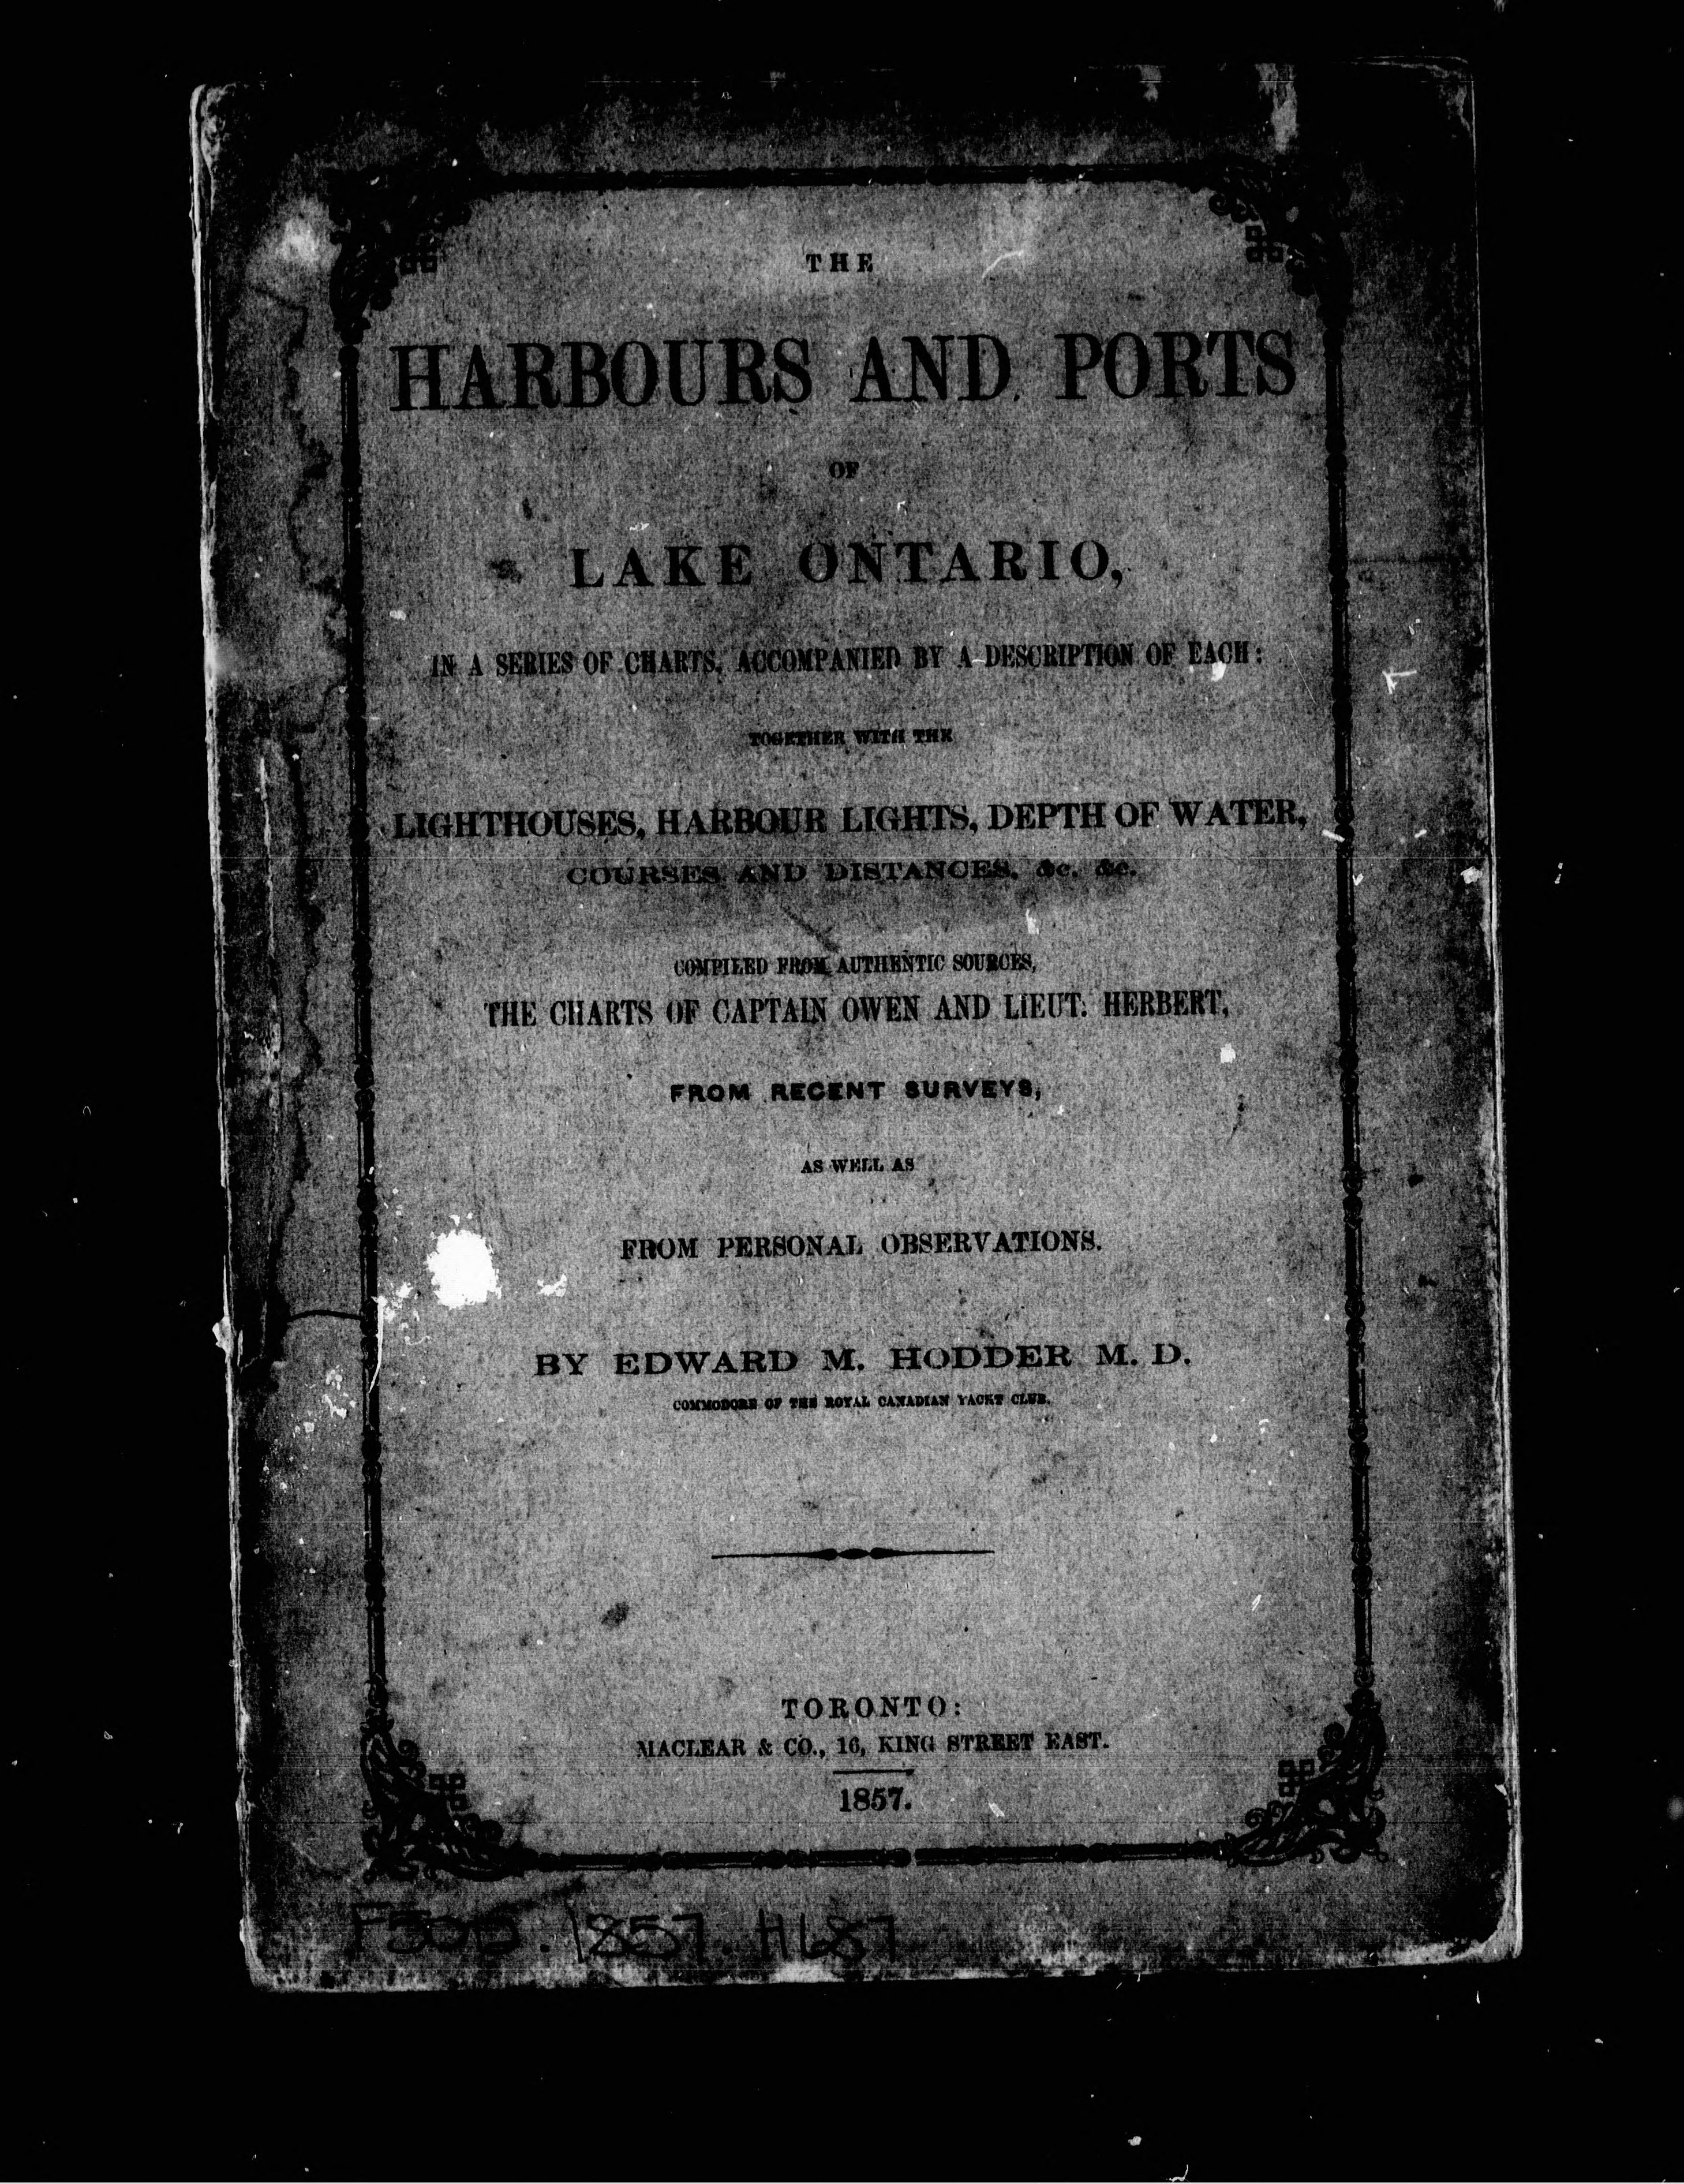 THE
HARBOURS AND PORTS
OF
LAKE ONTARIO,
IN A SERIES OF CHARTS, ACCOMPANIED BY A DESCRIPTION OF EACH:
TOGETHER WITH THE
LIGHTHOUSES, HARBOUR LIGHTS, DEPTH OF WATER,
COURSES AND DISTANCES, &c. &c.
COMPILED FROM AUTHENTIC SOURCES,
THE CHARTS OF CAPTAIN OWEN AND LIEUT. HERBERT,
FROM RECENT SURVEYS,
AS WELL AS
FROM PERSONAL OBSERVATIONS.
BY EDWARD M. HODDER M. D.
COMMODORE OF THE ROYAL CANADIAN YACHT CLUB.
TORONTO:
MACLEAR & CO., 16, KING STREET EAST.
1857.
1857. H687